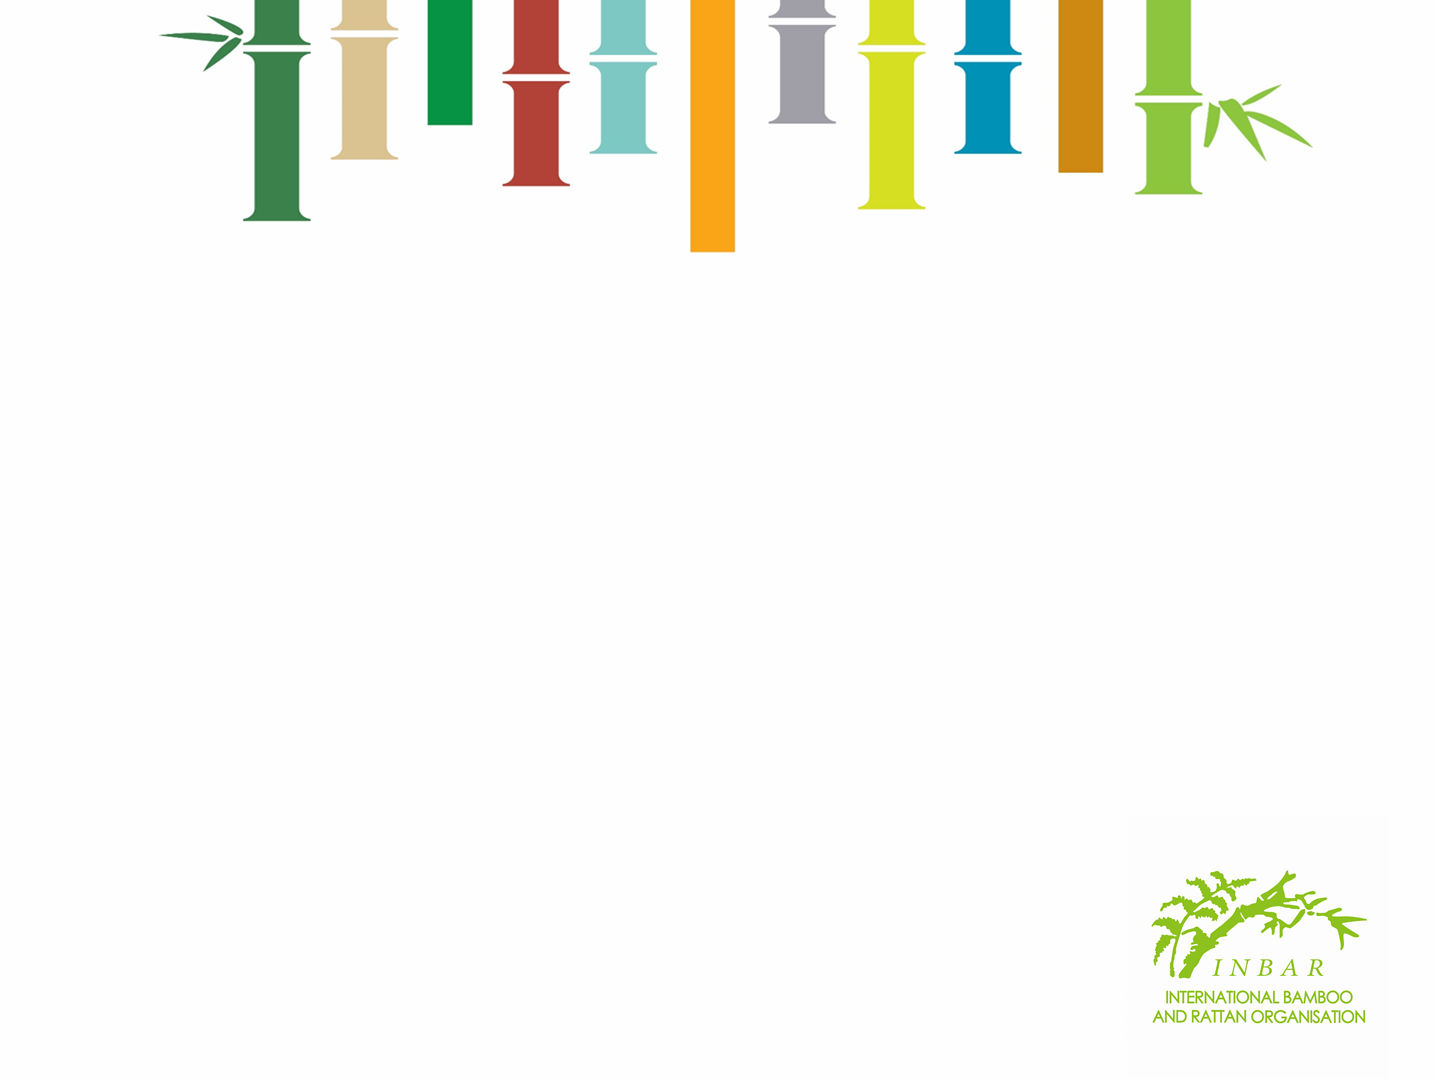 INBAR
INTERNATIONAL BAMBOO
AND RATTAN ORGANISATION